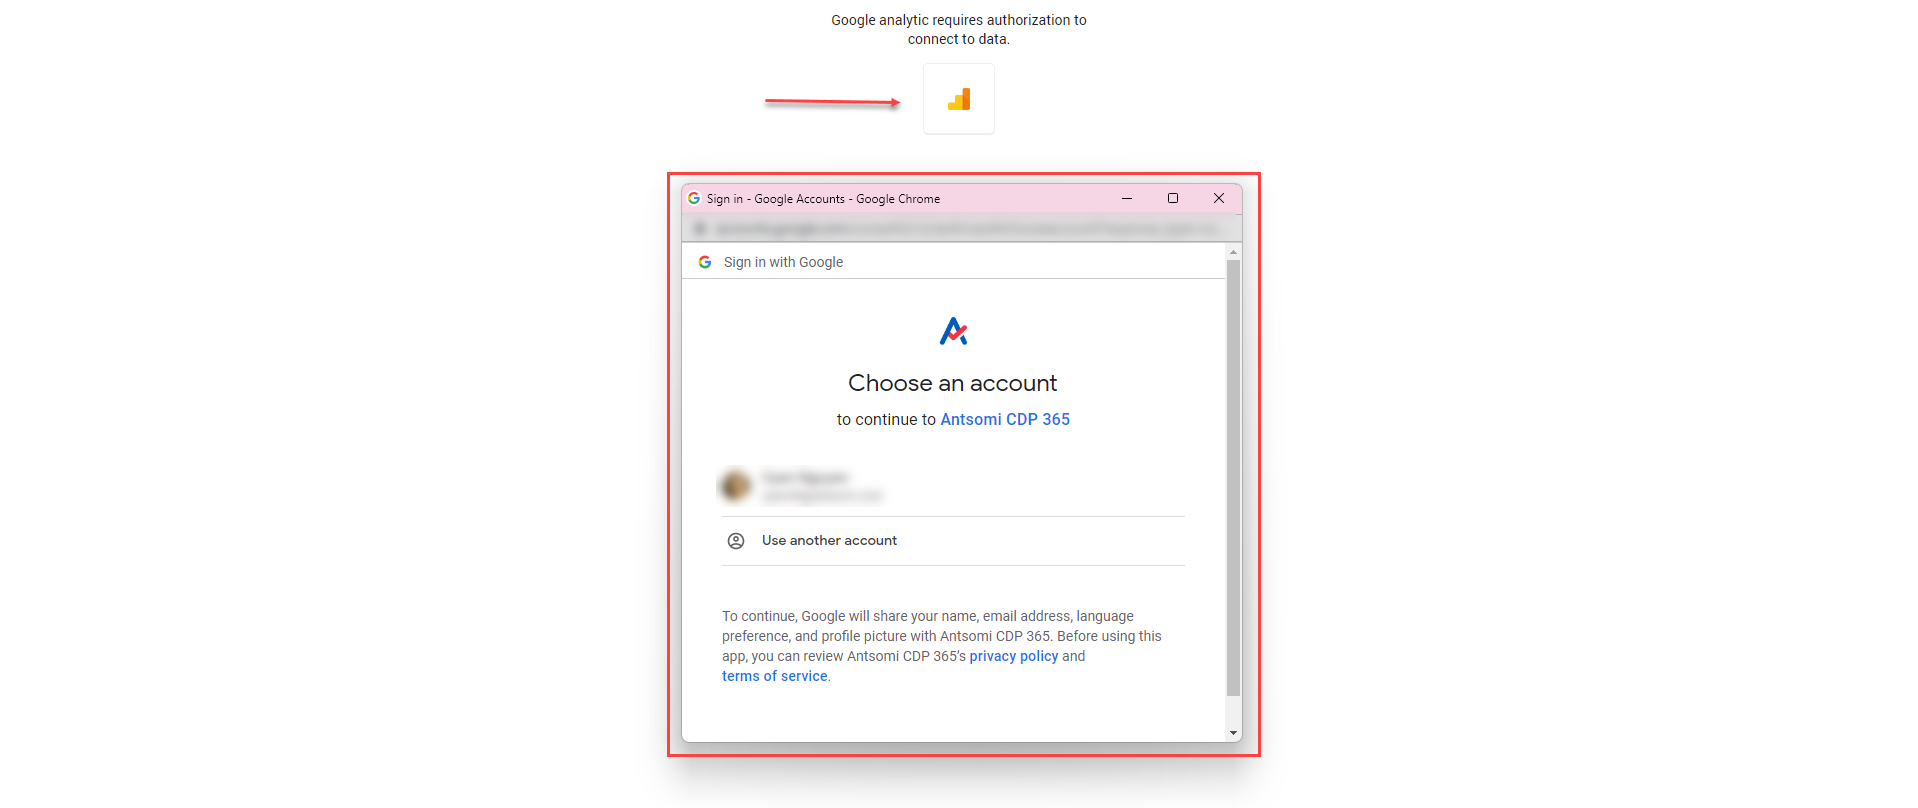 Google analytic requires authorization to
connect to data.
Sign in - Google Accounts - Google Chrome
Sign in with Google
Choose an account
to continue to Antsomi CDP 365
Use another account
To continue, Google will share your name, email address, language
preference, and profile picture with Antsomi CDP 365. Before using this
app, you can review Antsomi CDP 365's privacy policy and
terms of service.